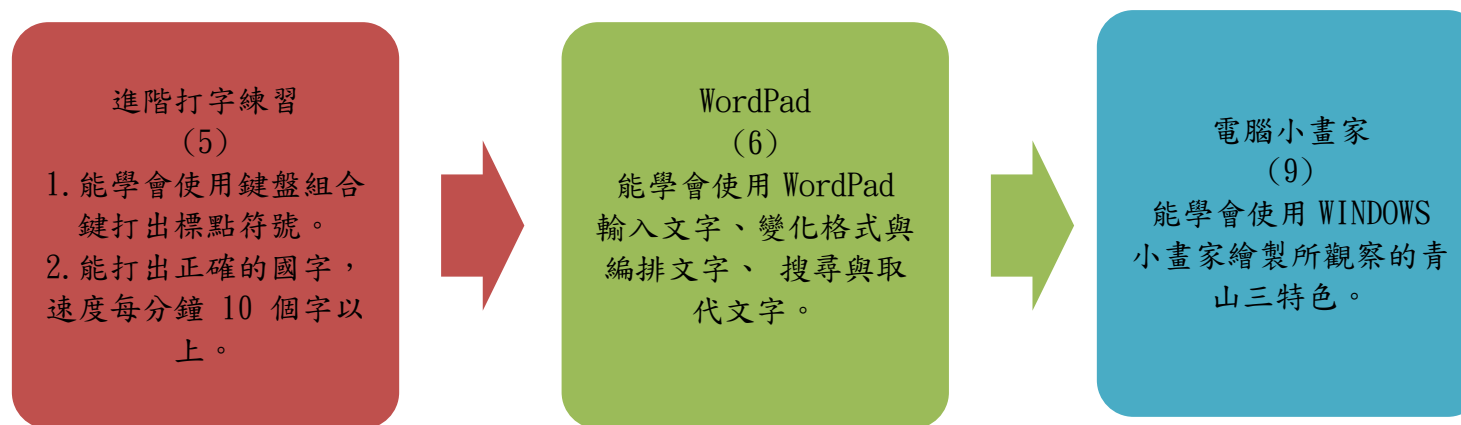 進階打字練習
(5)
1.能學會使用鍵盤組合
鍵打出標點符號。
2.能打出正確的國字，
速度每分鐘 10 個字以
上。
WordPad
(6)
能學會使用 WordPad
輸入文字、變化格式與
編排文字、 搜尋與取
代文字。
電腦小畫家
(9)
能學會使用 WINDOWS
小畫家繪製所觀察的青
山三特色。